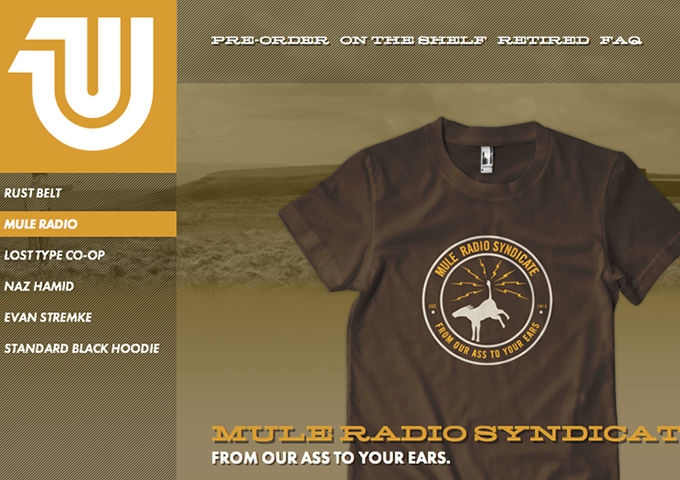 PRE-ORDER ON THE SHELF RETIRED FAQ
RUST BELT
MULE RADIO
LOST TYPE CO-OP
NAZ HAMID
EVAN STREMKE
STANDARD BLACK HOODIE
MULE RADIO SYNDICATE
FROM OUR ASS TO YOUR EARS
MULE RADIO SYNDICAT
FROM OUR ASS TO YOUR EARS.